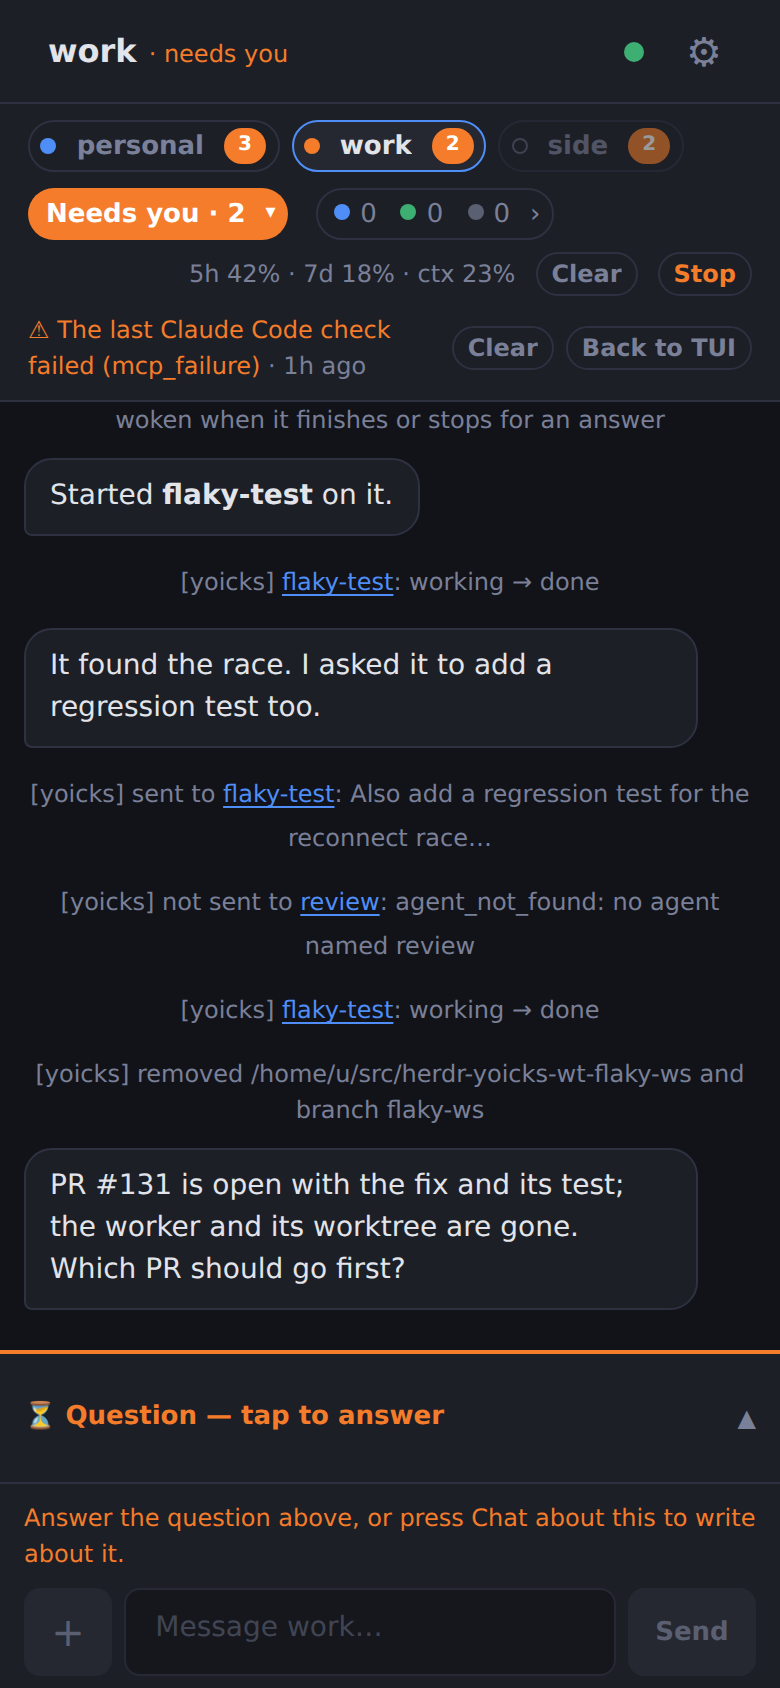 work · needs you
personal 3 work 2 side 2
Needs you · 2 ▾ 0 0 0 ›
5h 42% · 7d 18% · ctx 23% Clear Stop
⚠ The last Claude Code check
failed (mcp_failure) · 1h ago
Clear Back to TUI
woken when it finishes or stops for an answer
Started flaky-test on it.
[yoicks] flaky-test: working → done
It found the race. I asked it to add a
regression test too.
[yoicks] sent to flaky-test: Also add a regression test for the
reconnect race…
[yoicks] not sent to review: agent_not_found: no agent
named review
[yoicks] flaky-test: working → done
[yoicks] removed /home/u/src/herdr-yoicks-wt-flaky-ws and
branch flaky-ws
PR #131 is open with the fix and its test;
the worker and its worktree are gone.
Which PR should go first?
⏳ Question — tap to answer ▲
Answer the question above, or press Chat about this to write
about it.
+ Message work… Send